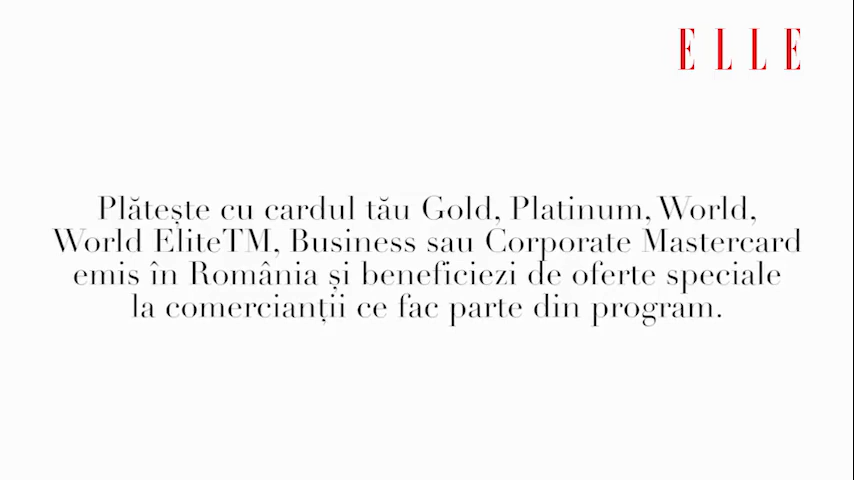 ELLE
Plătește cu cardul tău Gold, Platinum, World,
World EliteTM, Business sau Corporate Mastercard
emis în România și beneficiezi de oferte speciale
la comercianții ce fac parte din program.